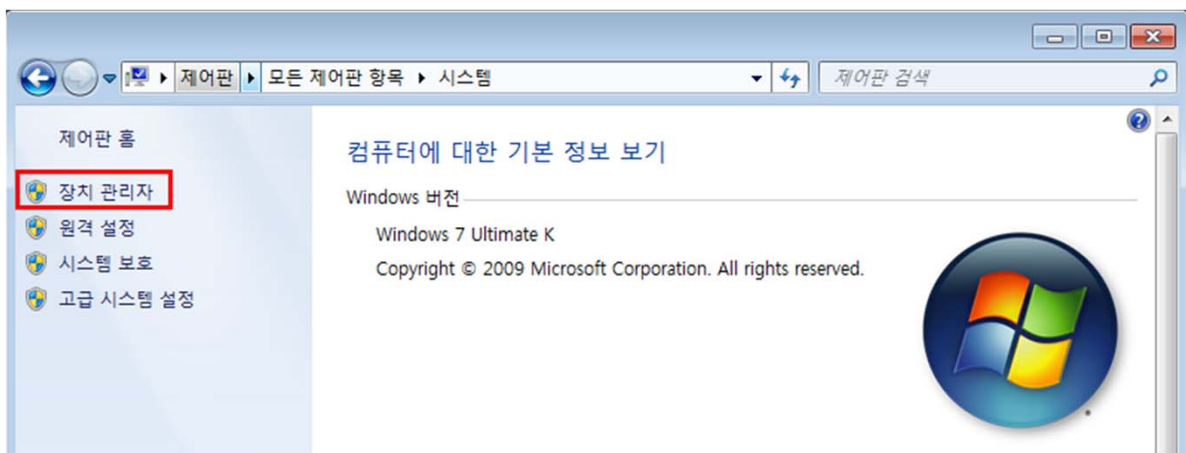 제어판 ▸ 모든 제어판 항목 ▸ 시스템
제어판 검색
제어판 홈
장치 관리자
원격 설정
시스템 보호
고급 시스템 설정
컴퓨터에 대한 기본 정보 보기
Windows 버전
Windows 7 Ultimate K
Copyright © 2009 Microsoft Corporation. All rights reserved.